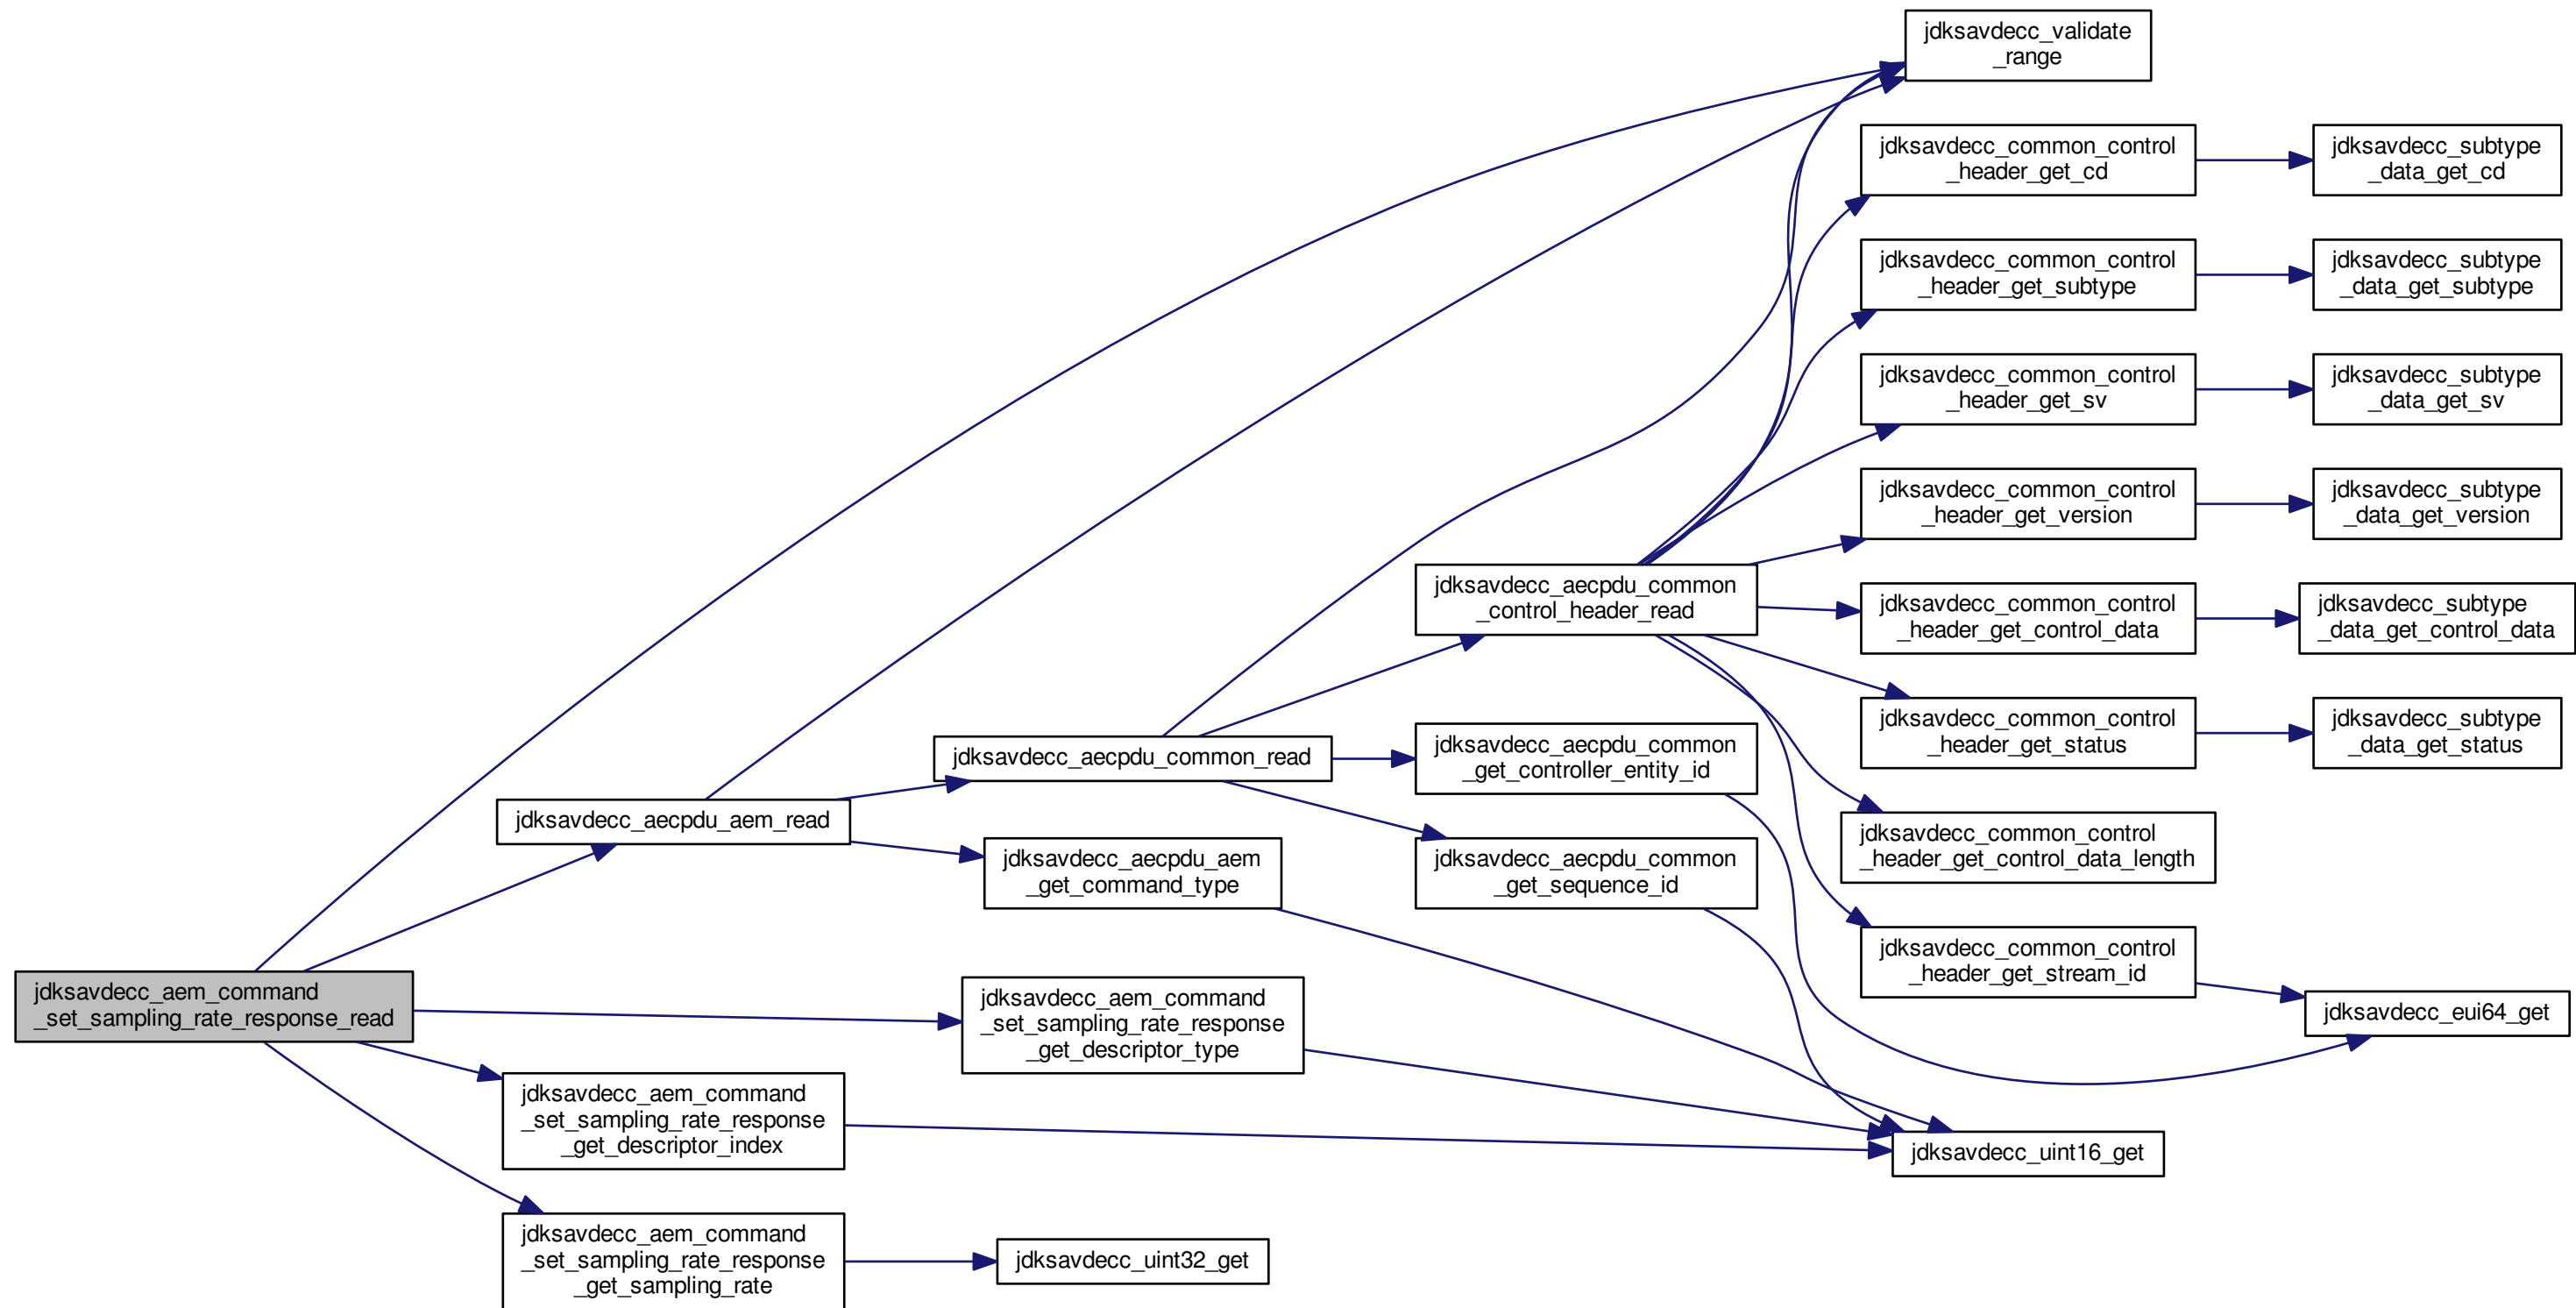 jdksavdecc_validate
_range
jdksavdecc_common_control
_header_get_cd
jdksavdecc_subtype
_data_get_cd
jdksavdecc_common_control
_header_get_subtype
jdksavdecc_subtype
_data_get_subtype
jdksavdecc_common_control
_header_get_sv
jdksavdecc_subtype
_data_get_sv
jdksavdecc_common_control
_header_get_version
jdksavdecc_subtype
_data_get_version
jdksavdecc_aecpdu_common
_control_header_read
jdksavdecc_common_control
_header_get_control_data
jdksavdecc_subtype
_data_get_control_data
jdksavdecc_common_control
_header_get_status
jdksavdecc_subtype
_data_get_status
jdksavdecc_aecpdu_common_read
jdksavdecc_aecpdu_common
_get_controller_entity_id
jdksavdecc_aecpdu_aem_read
jdksavdecc_common_control
_header_get_control_data_length
jdksavdecc_aecpdu_aem
_get_command_type
jdksavdecc_aecpdu_common
_get_sequence_id
jdksavdecc_common_control
_header_get_stream_id
jdksavdecc_aem_command
_set_sampling_rate_response_read
jdksavdecc_aem_command
_set_sampling_rate_response
_get_descriptor_type
jdksavdecc_eui64_get
jdksavdecc_aem_command
_set_sampling_rate_response
_get_descriptor_index
jdksavdecc_uint16_get
jdksavdecc_aem_command
_set_sampling_rate_response
_get_sampling_rate
jdksavdecc_uint32_get